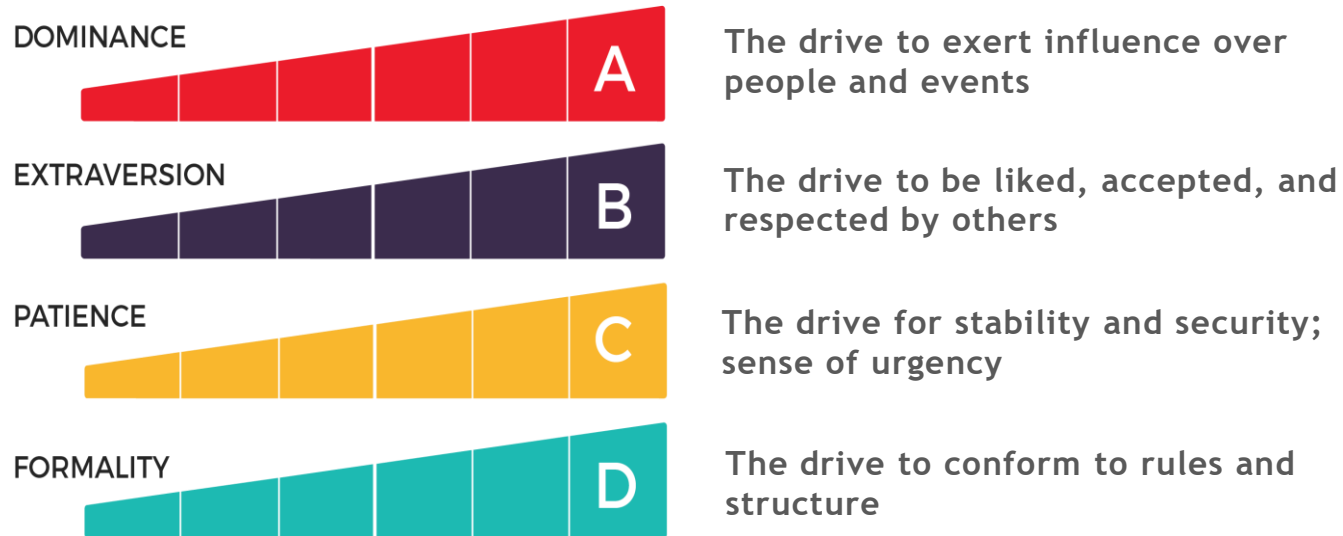 DOMINANCE
A
The drive to exert influence over
people and events
EXTRAVERSION
B
The drive to be liked, accepted, and
respected by others
PATIENCE
C
The drive for stability and security;
sense of urgency
FORMALITY
D
The drive to conform to rules and
structure